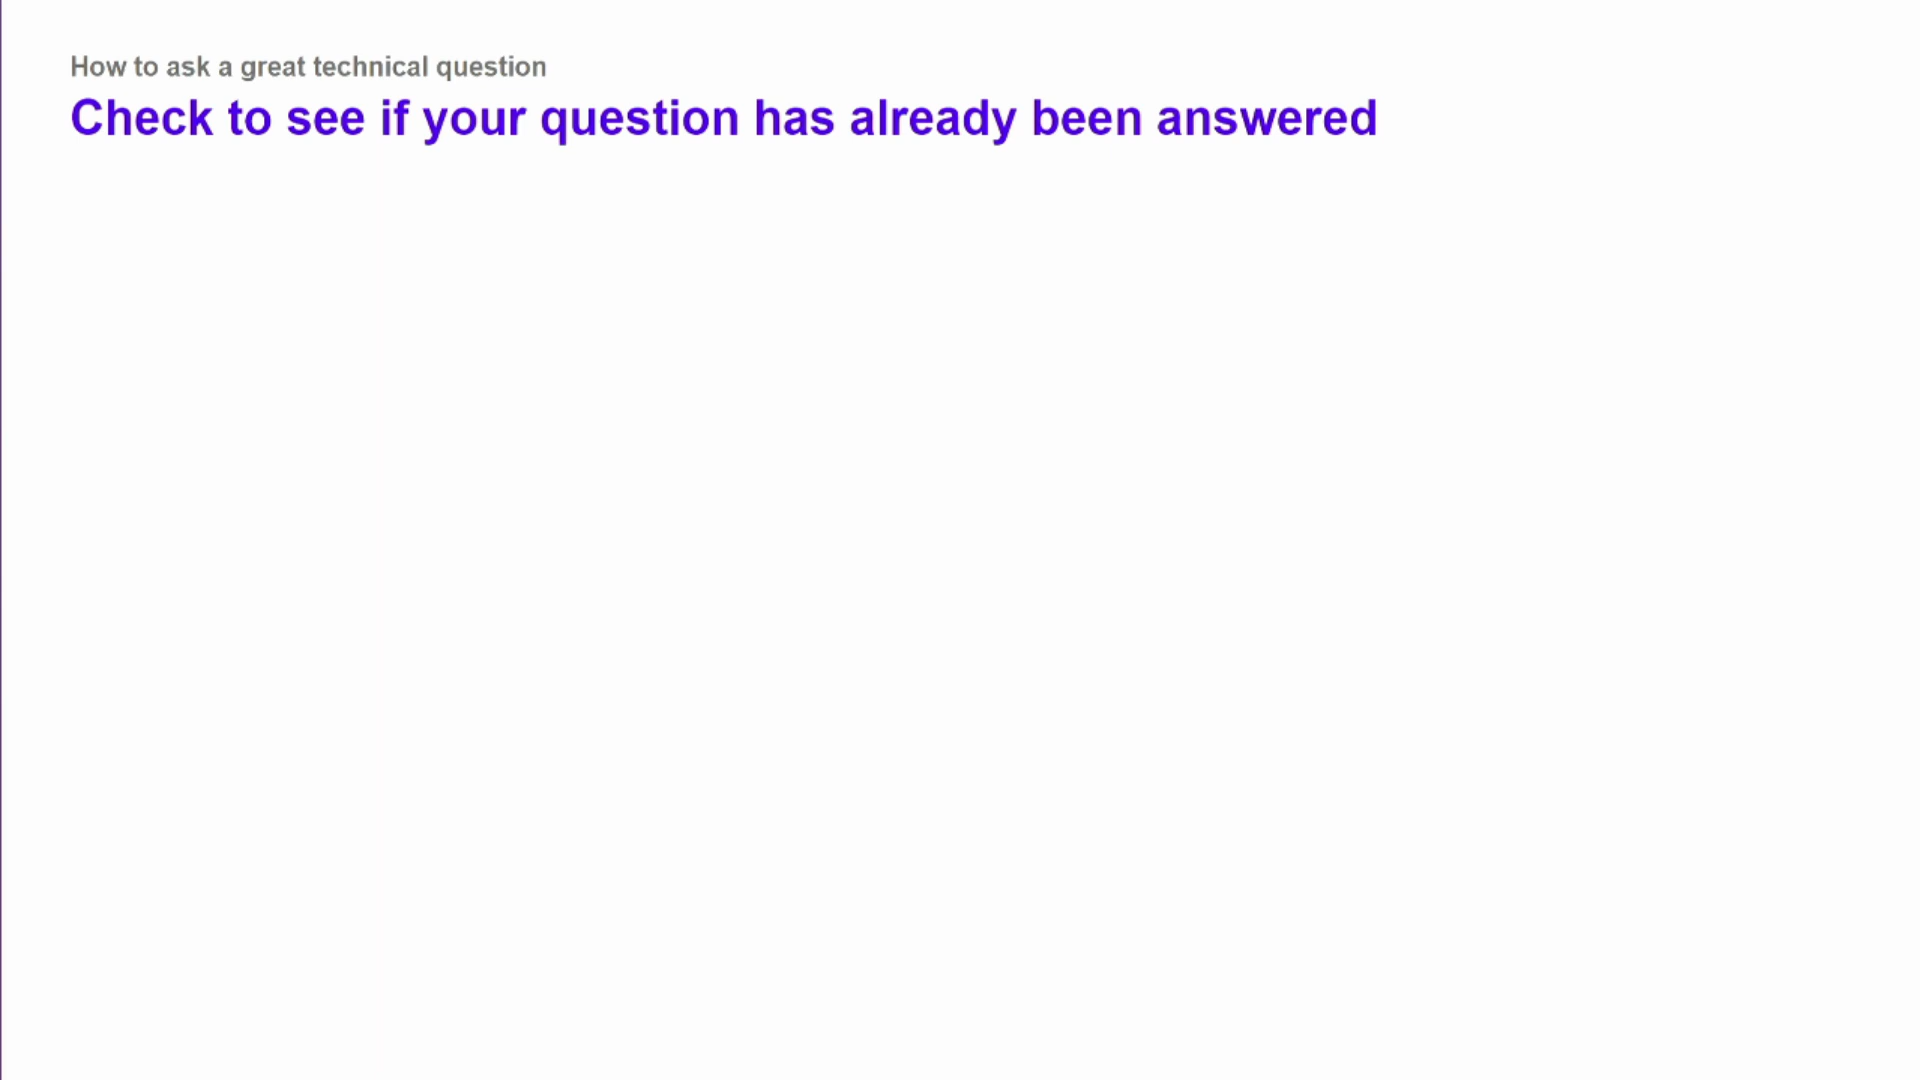 How to ask a great technical question
Check to see if your question has already been answered